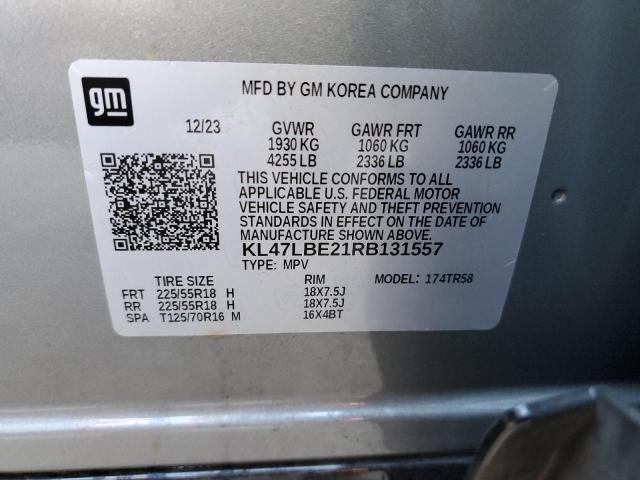 gm
MFD BY GM KOREA COMPANY
12/23 GVWR GAWR FRT GAWR RR
1930 KG 1060 KG 1060 KG
4255 LB 2336 LB 2336 LB
THIS VEHICLE CONFORMS TO ALL
APPLICABLE U.S. FEDERAL MOTOR
VEHICLE SAFETY AND THEFT PREVENTION
STANDARDS IN EFFECT ON THE DATE OF
MANUFACTURE SHOWN ABOVE.
KL47LBE21RB131557
TYPE: MPV
TIRE SIZE RIM MODEL: 174TR58
FRT 225/55R18 H 18X7.5J
RR 225/55R18 H 18X7.5J
SPA T125/70R16 M 16X4BT